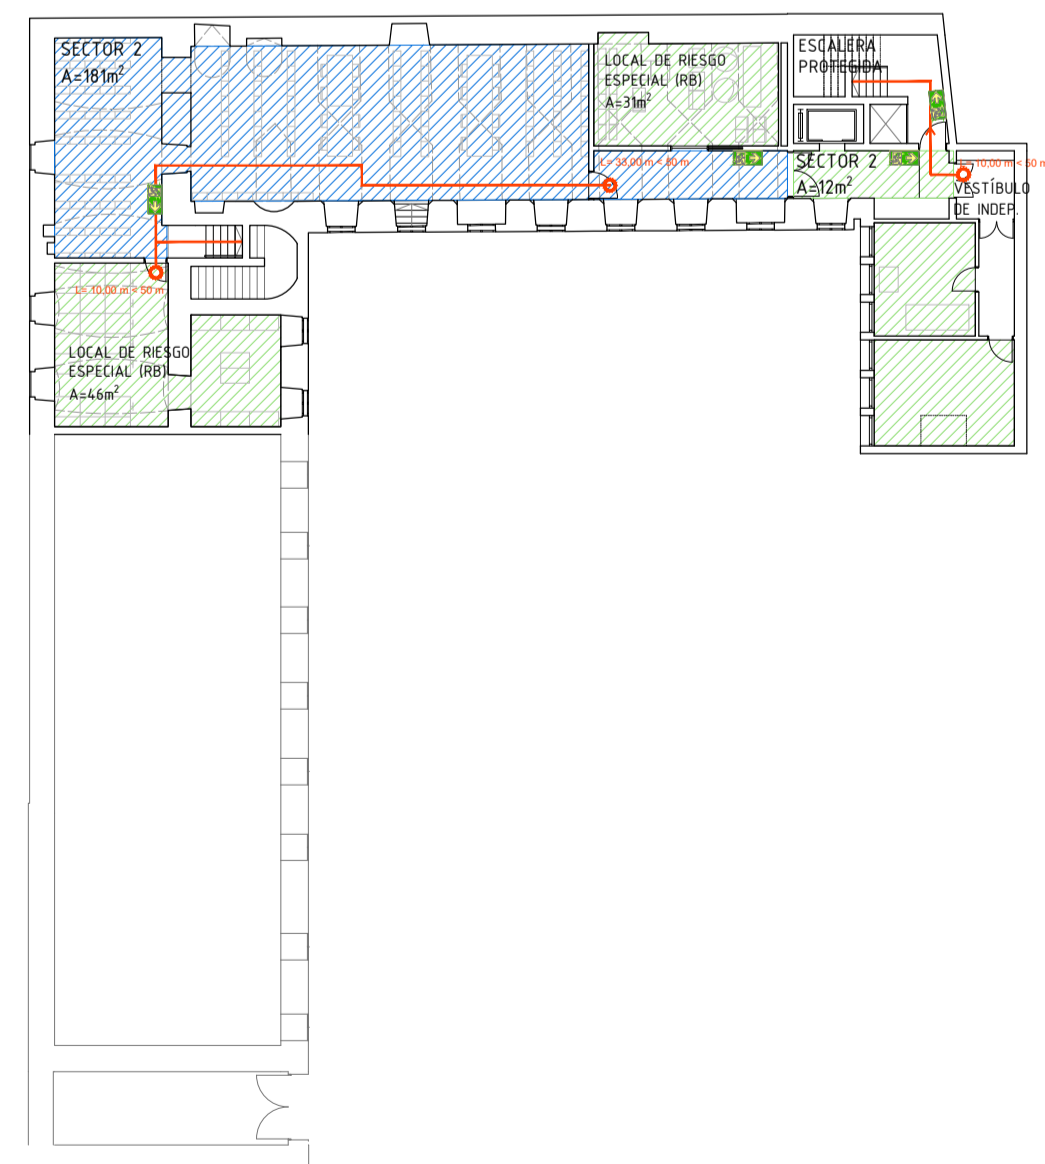 SECTOR 2
A=181m²
LOCAL DE RIESGO
ESPECIAL (RB)
A=31m²
ESCALERA
PROTEGIDA
L= 33,00 m < 50 m
SECTOR 2
A=12m²
L= 10,00 m < 50 m
VESTÍBULO
DE INDEP.
L= 10,00 m < 50 m
LOCAL DE RIESGO
ESPECIAL (RB)
A=46m²